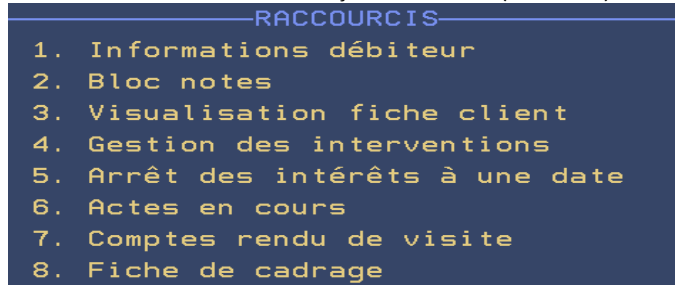 RACCOURCIS
1. Informations débiteur
2. Bloc notes
3. Visualisation fiche client
4. Gestion des interventions
5. Arrêt des intérêts à une date
6. Actes en cours
7. Comptes rendu de visite
8. Fiche de cadrage